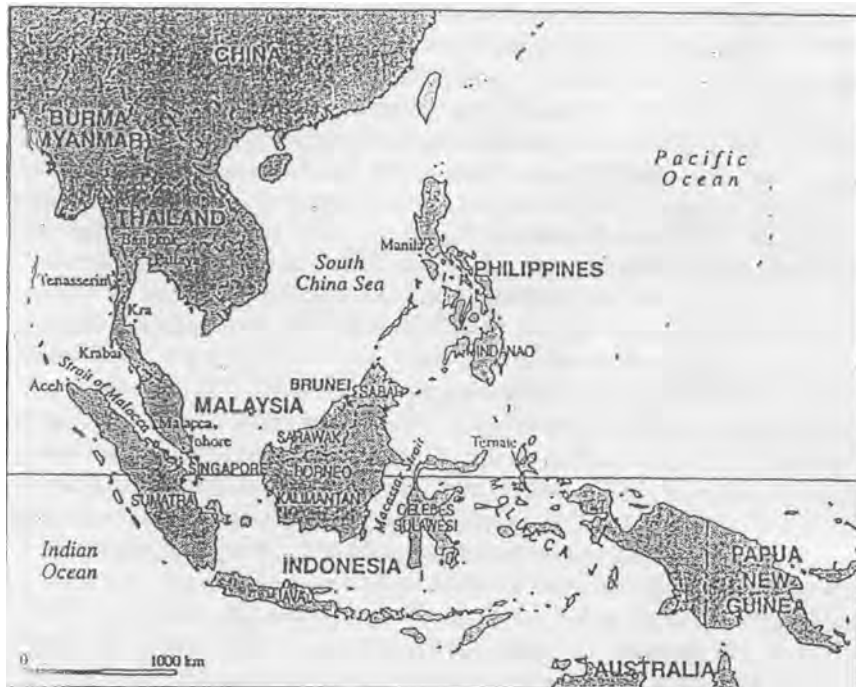 CHINA
BURMA
(MYANMAR)
Pacific
Ocean
THAILAND
Bangkok
Pattaya
Manila
South
China Sea
PHILIPPINES
Tenasserim
Kra
Krabai
MINDANAO
Strait of Malacca
Aceh
BRUNEI
SABAH
MALAYSIA
Malacca
Johore
SARAWAK
Ternate
SINGAPORE
BORNEO
Macassar Strait
SUMATRA
KALIMANTAN
CELEBES
SULAWESI
MOLUCCA
Indian
Ocean
INDONESIA
PAPUA
NEW
GUINEA
JAVA
0
1000 km
AUSTRALIA